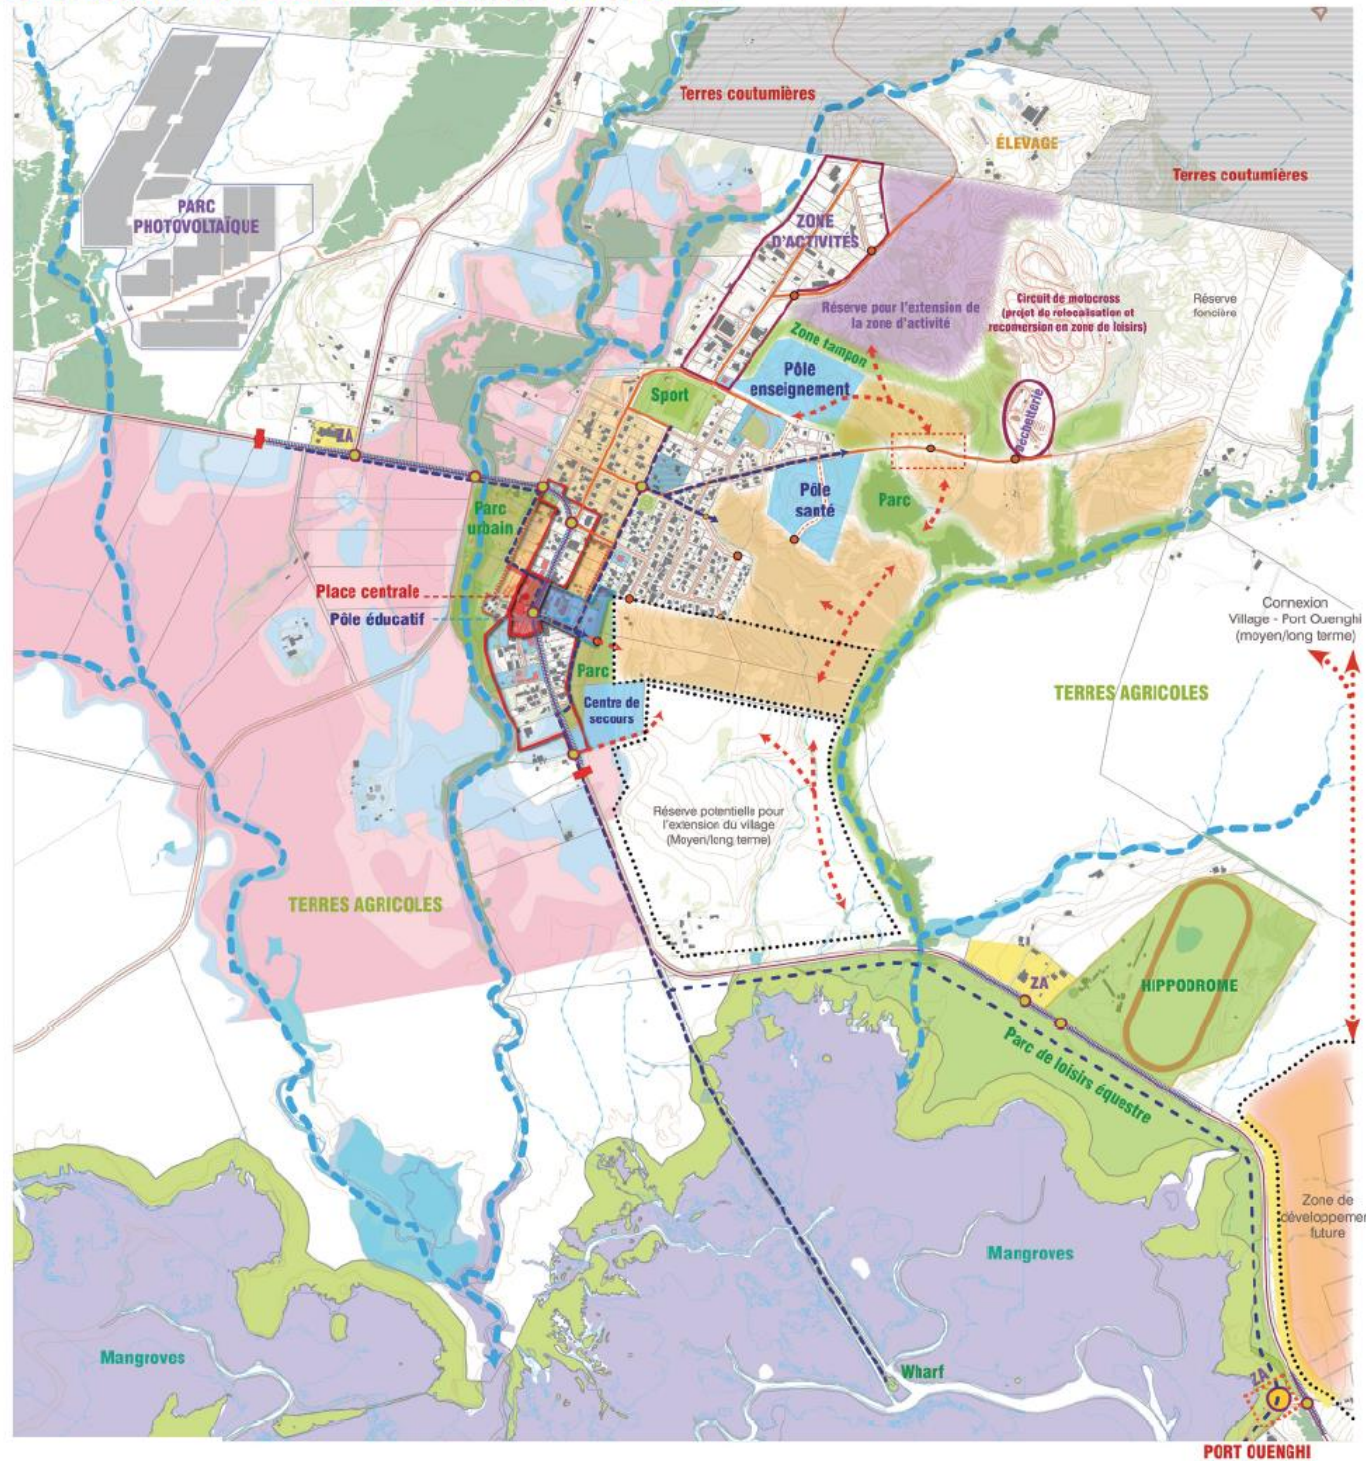 Terres coutumières
ÉLEVAGE
Terres coutumières
PARC
PHOTOVOLTAÏQUE
ZONE
D'ACTIVITÉS
Réserve pour l'extension de
la zone d'activité
Circuit de motocross
(projet de relocalisation et
recomersion en zone de loisirs)
Réserve
foncière
Zone tampon
Pôle
enseignement
Sport
Déchetterie
ZA
Pôle
santé
Parc
Parc
urbain
Place centrale
Pôle éducatif
Connexion
Village - Port Ouenghi
(moyen/long terme)
Parc
TERRES AGRICOLES
Centre de
secours
Réserve potentielle pour
l'extension du village
(Moyen/long terme)
TERRES AGRICOLES
ZA
HIPPODROME
Parc de loisirs équestre
Zone de
développemer
future
Mangroves
Mangroves
Wharf
ZA
PORT OUENGHI